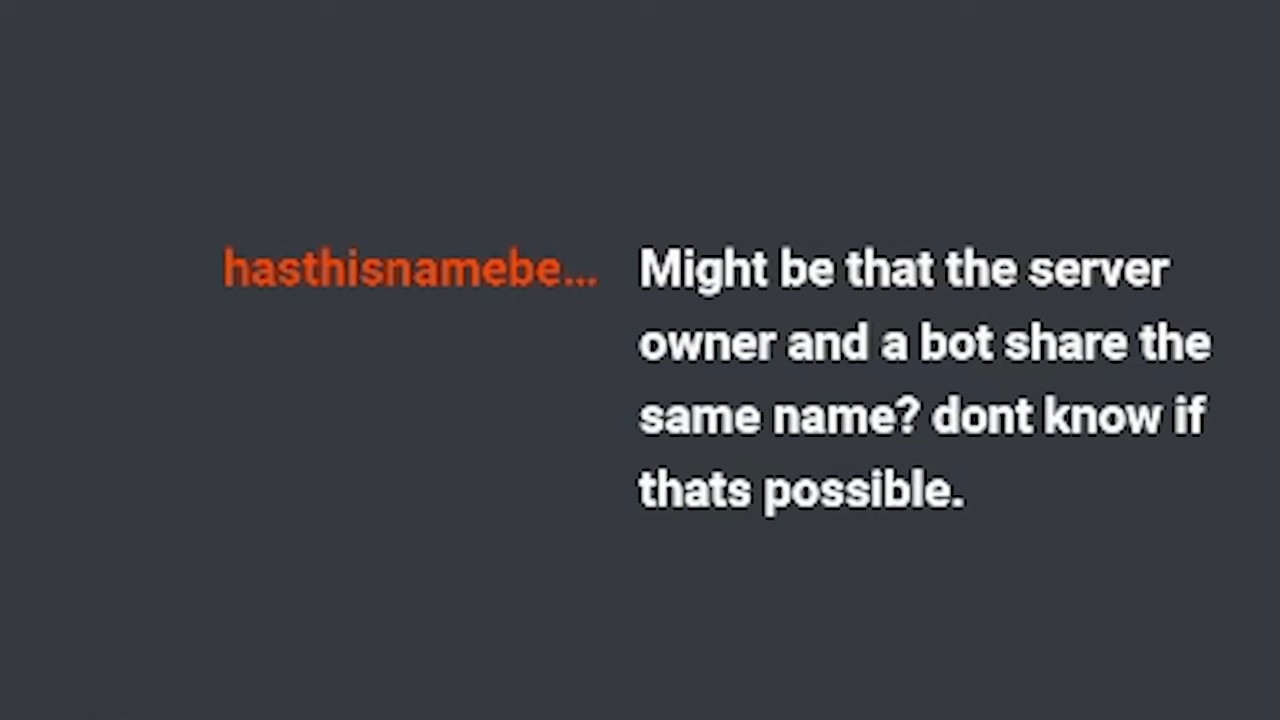 hasthisnamebe... Might be that the server
owner and a bot share the
same name? dont know if
thats possible.